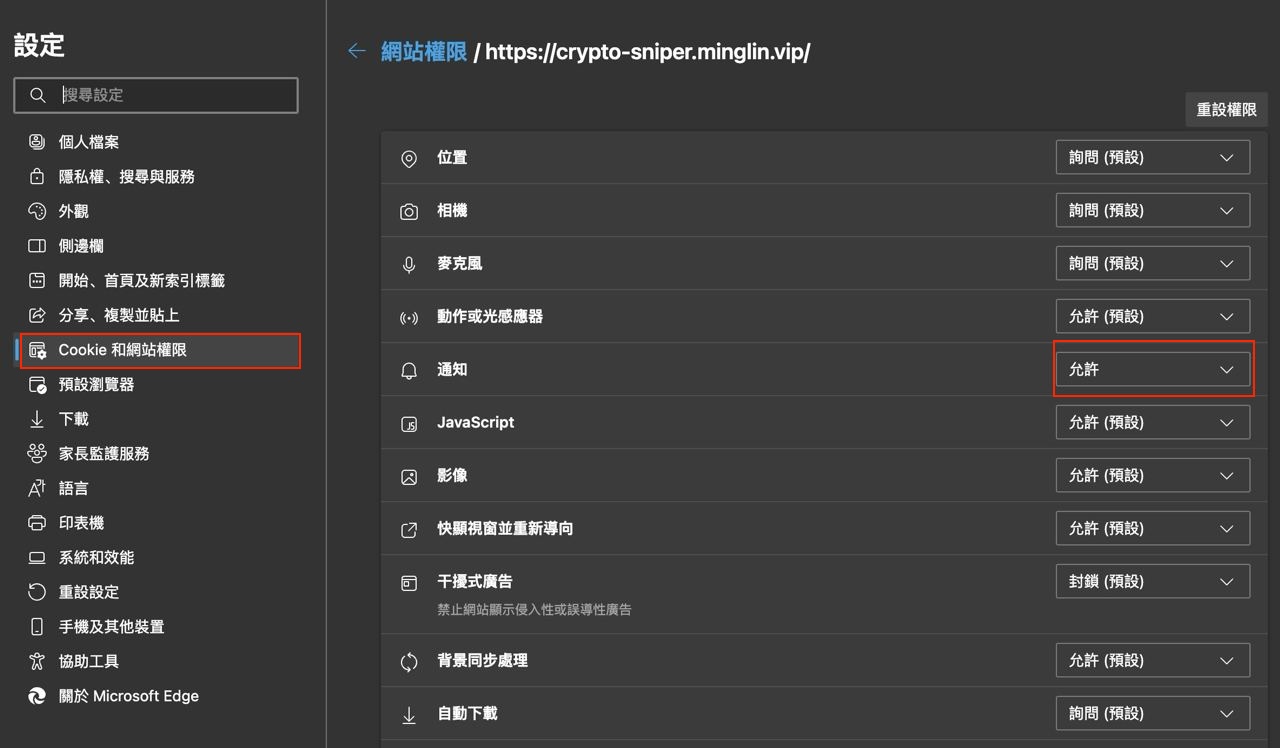 設定
搜尋設定
個人檔案
隱私權、搜尋與服務
外觀
側邊欄
開始、首頁及新索引標籤
分享、複製並貼上
Cookie 和網站權限
預設瀏覽器
下載
家長監護服務
語言
印表機
系統和效能
重設設定
手機及其他裝置
協助工具
關於 Microsoft Edge
網站權限 / https://crypto-sniper.minglin.vip/
重設權限
位置 詢問 (預設)
相機 詢問 (預設)
麥克風 詢問 (預設)
動作或光感應器 允許 (預設)
通知 允許
JavaScript 允許 (預設)
影像 允許 (預設)
快顯視窗並重新導向 允許 (預設)
干擾式廣告 封鎖 (預設)
禁止網站顯示侵入性或誤導性廣告
背景同步處理 允許 (預設)
自動下載 詢問 (預設)